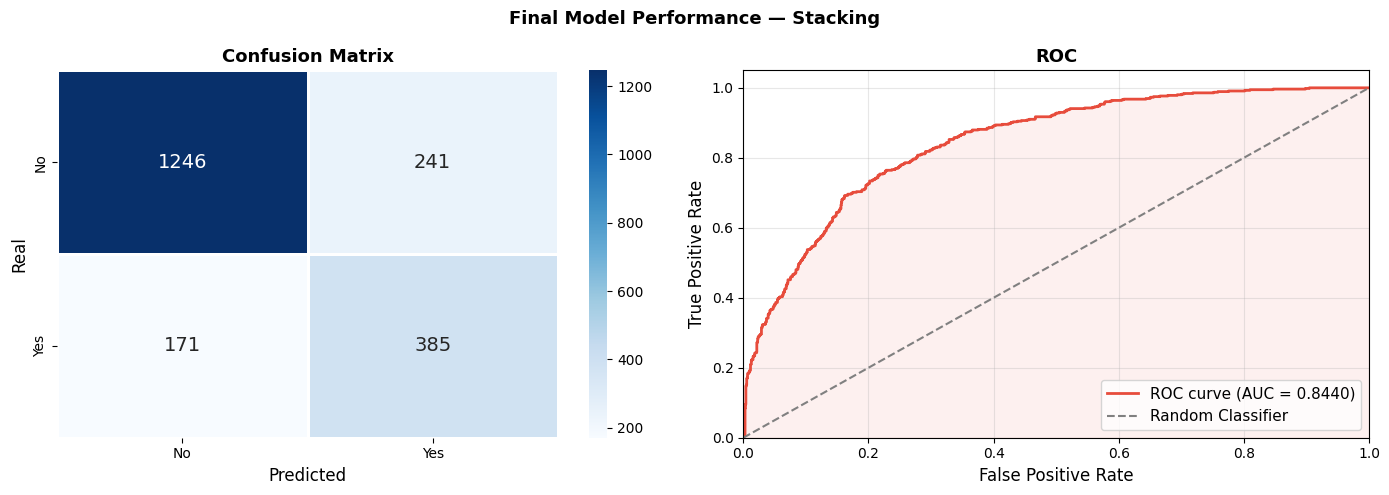 Final Model Performance — Stacking
Confusion Matrix
No
Yes
Real
1246
241
171
385
No
Yes
Predicted
1200
1000
800
600
400
200
ROC
True Positive Rate
1.0
0.8
0.6
0.4
0.2
0.0
ROC curve (AUC = 0.8440)
Random Classifier
0.0
0.2
0.4
0.6
0.8
1.0
False Positive Rate